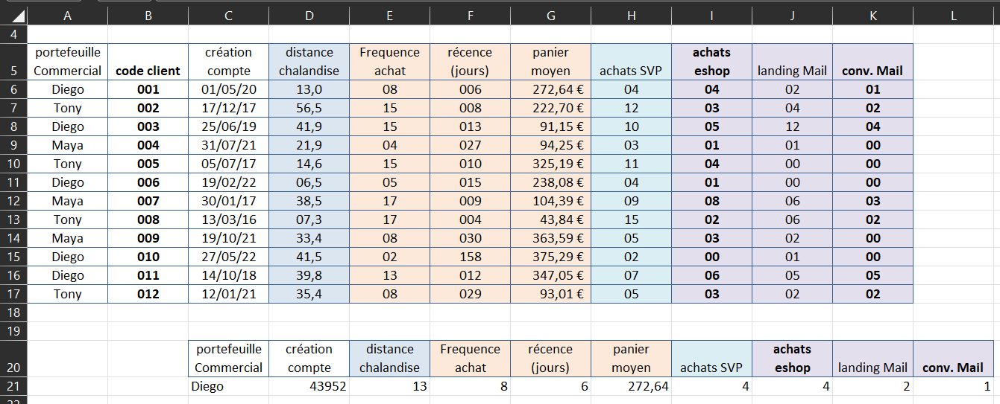 A B C D E F G H I J K L
4
portefeuille création distance Frequence récence panier achats
5 Commercial code client compte chalandise achat (jours) moyen achats SVP eshop landing Mail conv. Mail
6 Diego 001 01/05/20 13,0 08 006 272,64 € 04 04 02 01
7 Tony 002 17/12/17 56,5 15 008 222,70 € 12 03 04 02
8 Diego 003 25/06/19 41,9 15 013 91,15 € 10 05 12 04
9 Maya 004 31/07/21 21,9 04 027 94,25 € 03 01 01 00
10 Tony 005 05/07/17 14,6 15 010 325,19 € 11 04 00 00
11 Diego 006 19/02/22 06,5 05 015 238,08 € 04 01 00 00
12 Maya 007 30/01/17 38,5 17 009 104,39 € 09 08 06 03
13 Tony 008 13/03/16 07,3 17 004 43,84 € 15 02 06 02
14 Maya 009 19/10/21 33,4 08 030 363,59 € 05 03 02 00
15 Diego 010 27/05/22 41,5 02 158 375,29 € 02 00 01 00
16 Diego 011 14/10/18 39,8 13 012 347,05 € 07 06 05 05
17 Tony 012 12/01/21 35,4 08 029 93,01 € 05 03 02 02
18
19
portefeuille création distance Frequence récence panier achats
20 Commercial compte chalandise achat (jours) moyen achats SVP eshop landing Mail conv. Mail
21 Diego 43952 13 8 6 272,64 4 4 2 1